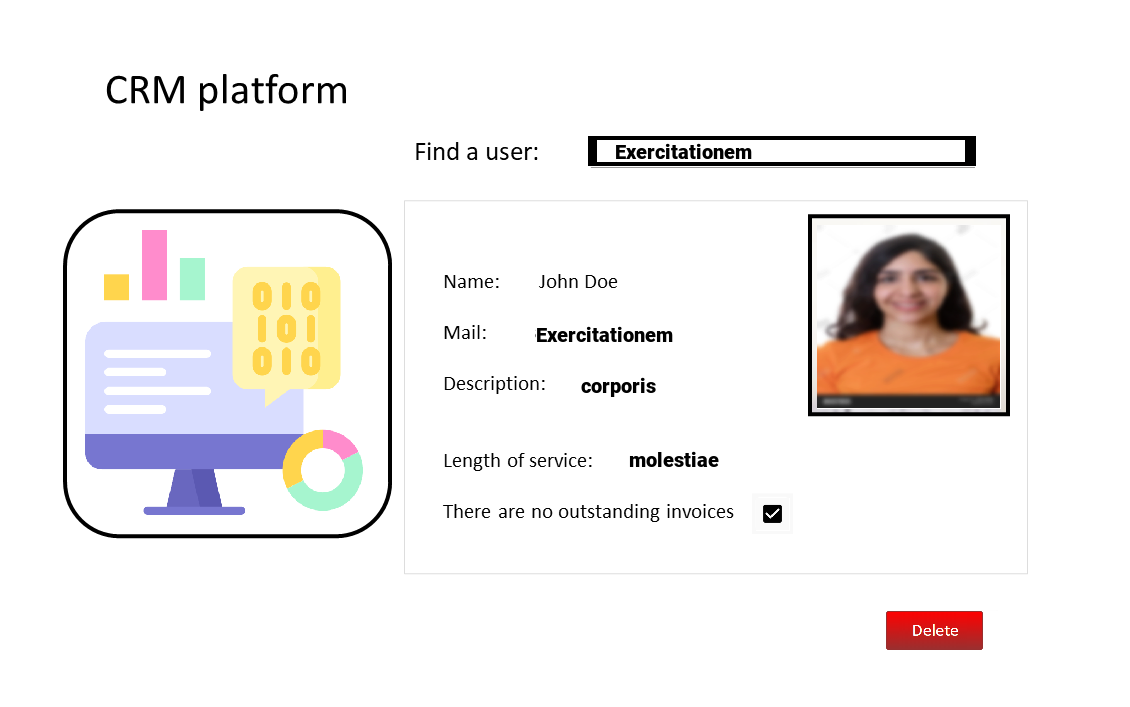 CRM platform
Find a user: Exercitationem
Name: John Doe
Mail: Exercitationem
Description: corporis
Length of service: molestiae
There are no outstanding invoices
Delete
010
101
010